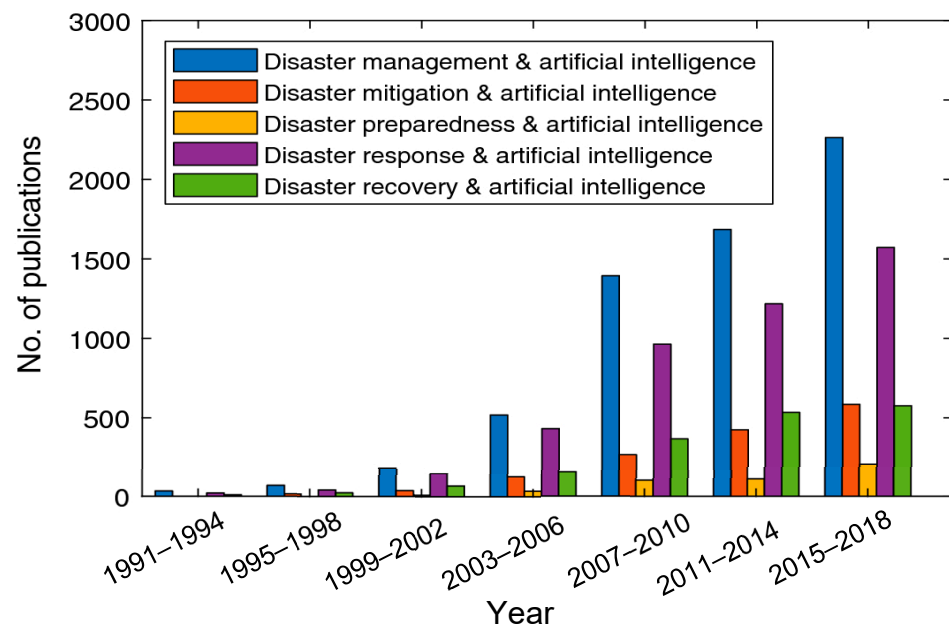 3000
2500
2000
1500
1000
500
0
No. of publications
Disaster management & artificial intelligence
Disaster mitigation & artificial intelligence
Disaster preparedness & artificial intelligence
Disaster response & artificial intelligence
Disaster recovery & artificial intelligence
1991–1994
1995–1998
1999–2002
2003–2006
2007–2010
2011–2014
2015–2018
Year